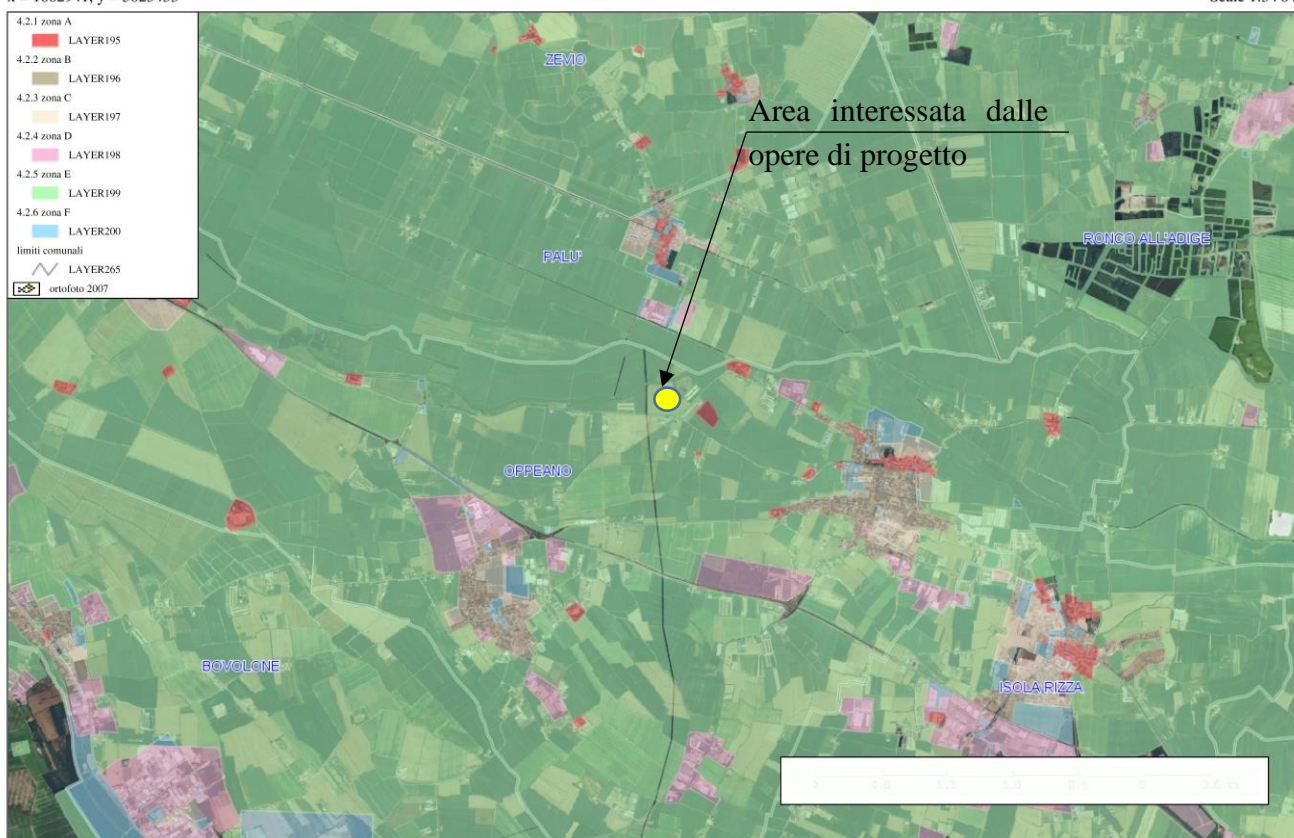 4.2.1 zona A
LAYER195
4.2.2 zona B
LAYER196
4.2.3 zona C
LAYER197
4.2.4 zona D
LAYER198
4.2.5 zona E
LAYER199
4.2.6 zona F
LAYER200
limiti comunali
LAYER265
ortofoto 2007
ZEVIO
Area interessata dalle
opere di progetto
RONCO ALL'ADIGE
PALU'
OPPEANO
BOVOLONE
ISOLA RIZZA